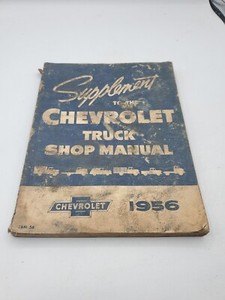 Supplement
TO THE
CHEVROLET
TRUCK
SHOP MANUAL
CHEVROLET
1956